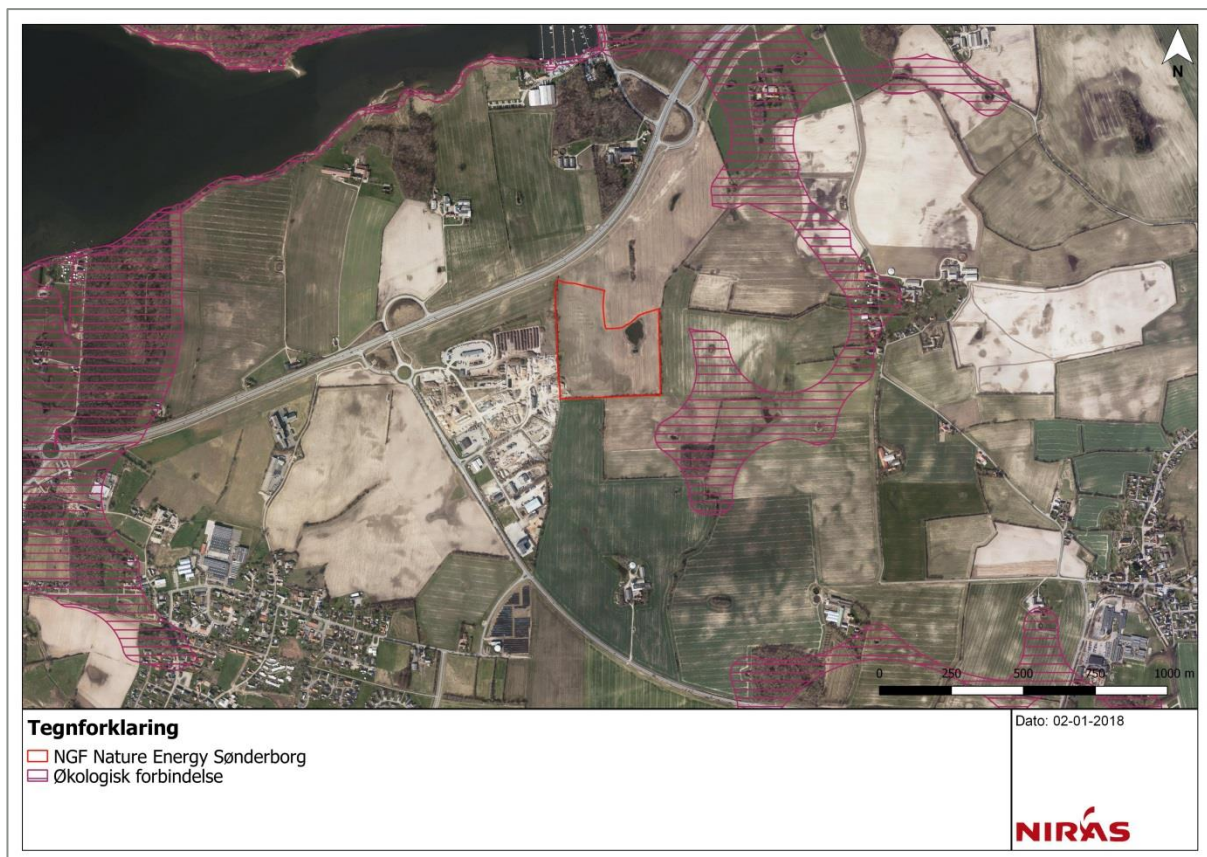 N
0 250 500 750 1000 m
Tegnforklaring
NGF Nature Energy Sønderborg
Økologisk forbindelse
Dato: 02-01-2018
NIRAS